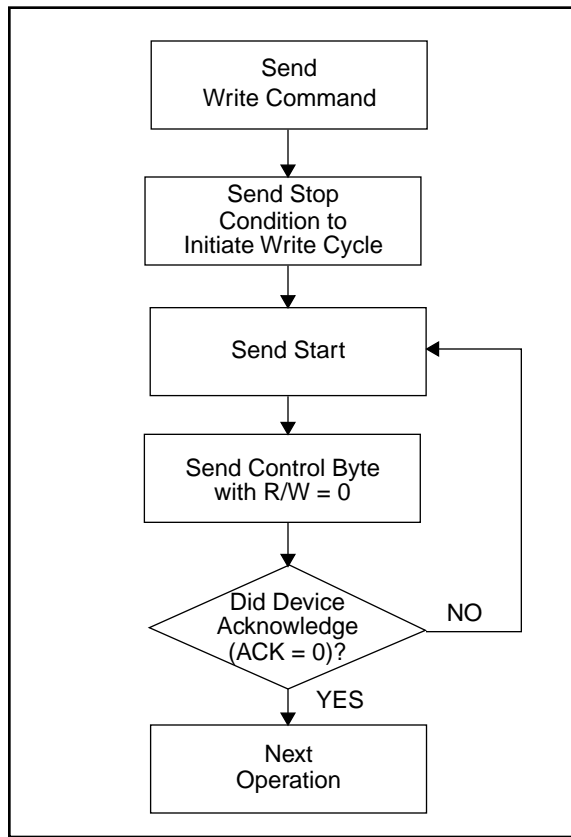 Send
Write Command
Send Stop
Condition to
Initiate Write Cycle
Send Start
Send Control Byte
with R/W = 0
Did Device
Acknowledge
(ACK = 0)?
NO
YES
Next
Operation